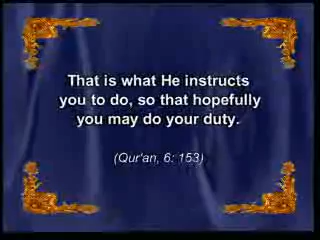 That is what He instructs
you to do, so that hopefully
you may do your duty.
(Qur'an, 6: 153)